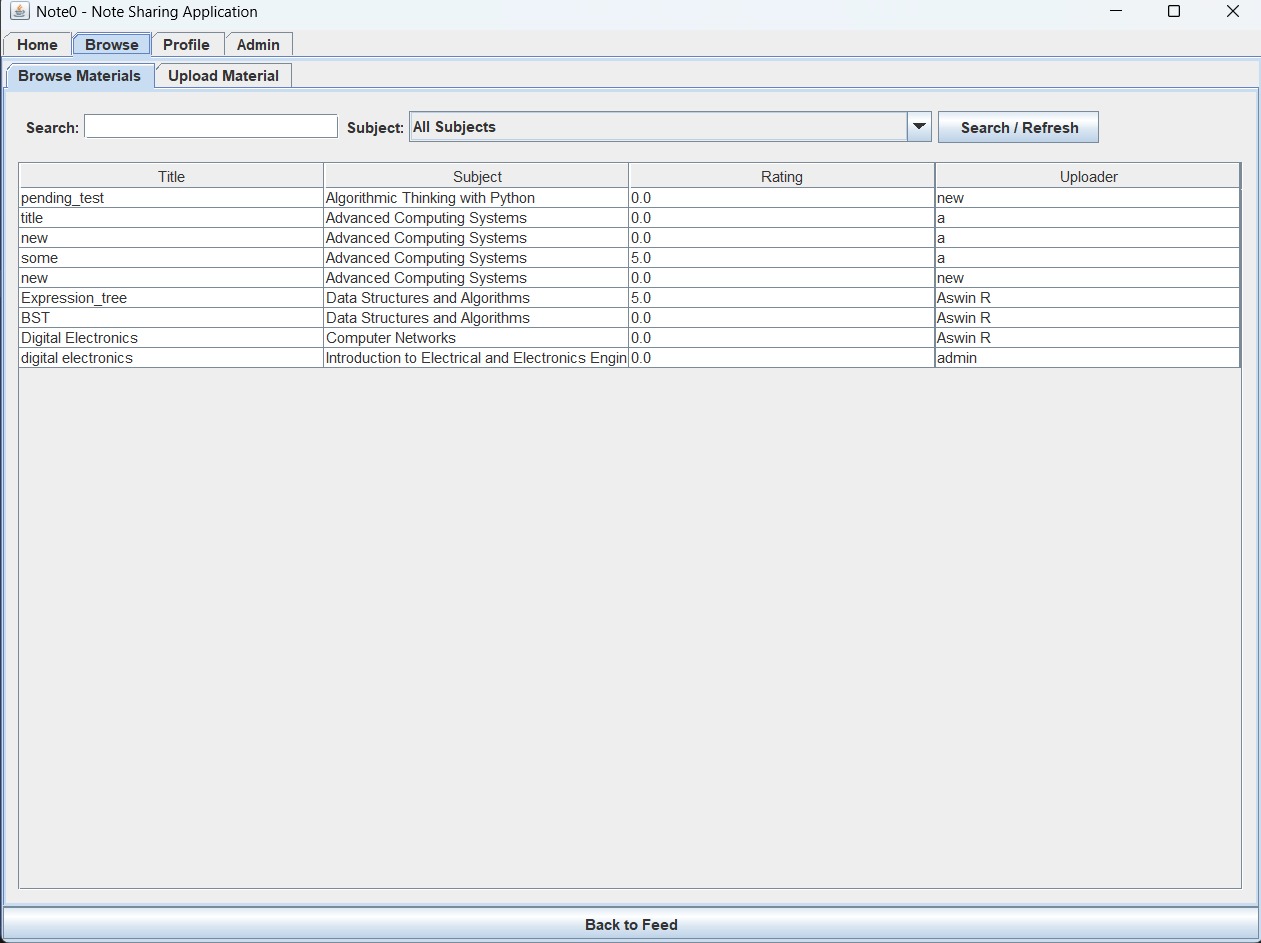 Note0 - Note Sharing Application
Home Browse Profile Admin
Browse Materials Upload Material
Search: Subject: All Subjects Search / Refresh
Title Subject Rating Uploader
pending_test Algorithmic Thinking with Python 0.0 new
title Advanced Computing Systems 0.0 a
new Advanced Computing Systems 0.0 a
some Advanced Computing Systems 5.0 a
new Advanced Computing Systems 0.0 new
Expression_tree Data Structures and Algorithms 5.0 Aswin R
BST Data Structures and Algorithms 0.0 Aswin R
Digital Electronics Computer Networks 0.0 Aswin R
digital electronics Introduction to Electrical and Electronics Engin 0.0 admin
Back to Feed